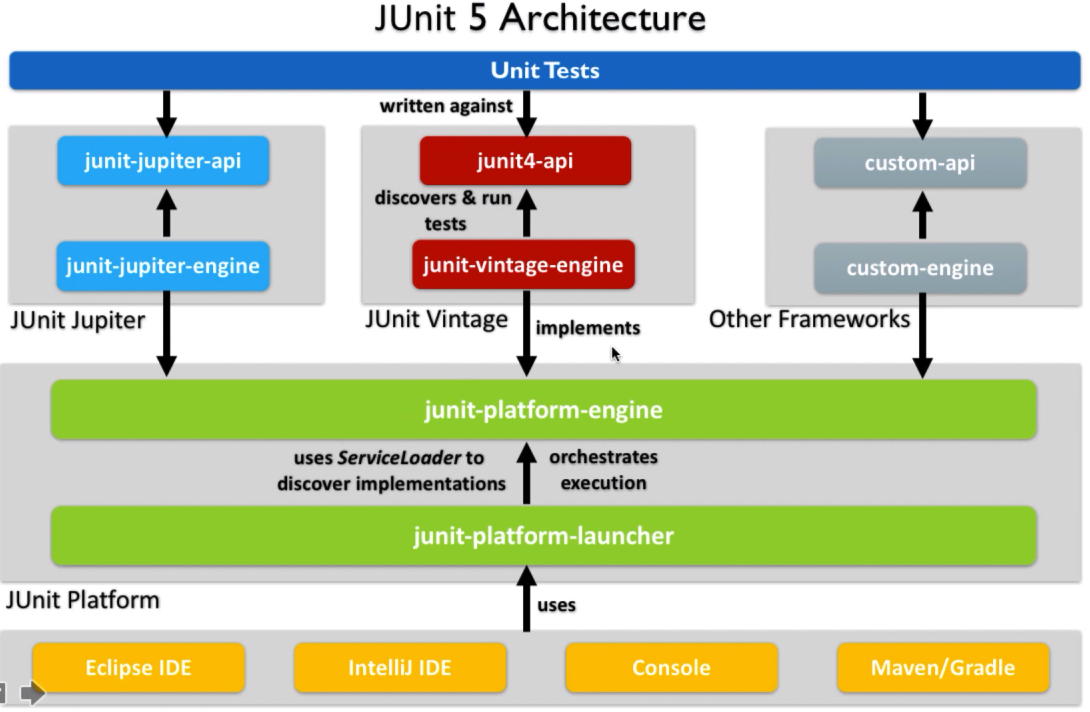 JUnit 5 Architecture
Unit Tests
written against
junit-jupiter-api
junit4-api
custom-api
discovers & run
tests
junit-jupiter-engine
junit-vintage-engine
custom-engine
JUnit Jupiter
JUnit Vintage
implements
Other Frameworks
junit-platform-engine
uses ServiceLoader to
discover implementations
orchestrates
execution
junit-platform-launcher
JUnit Platform
uses
Eclipse IDE
IntelliJ IDE
Console
Maven/Gradle